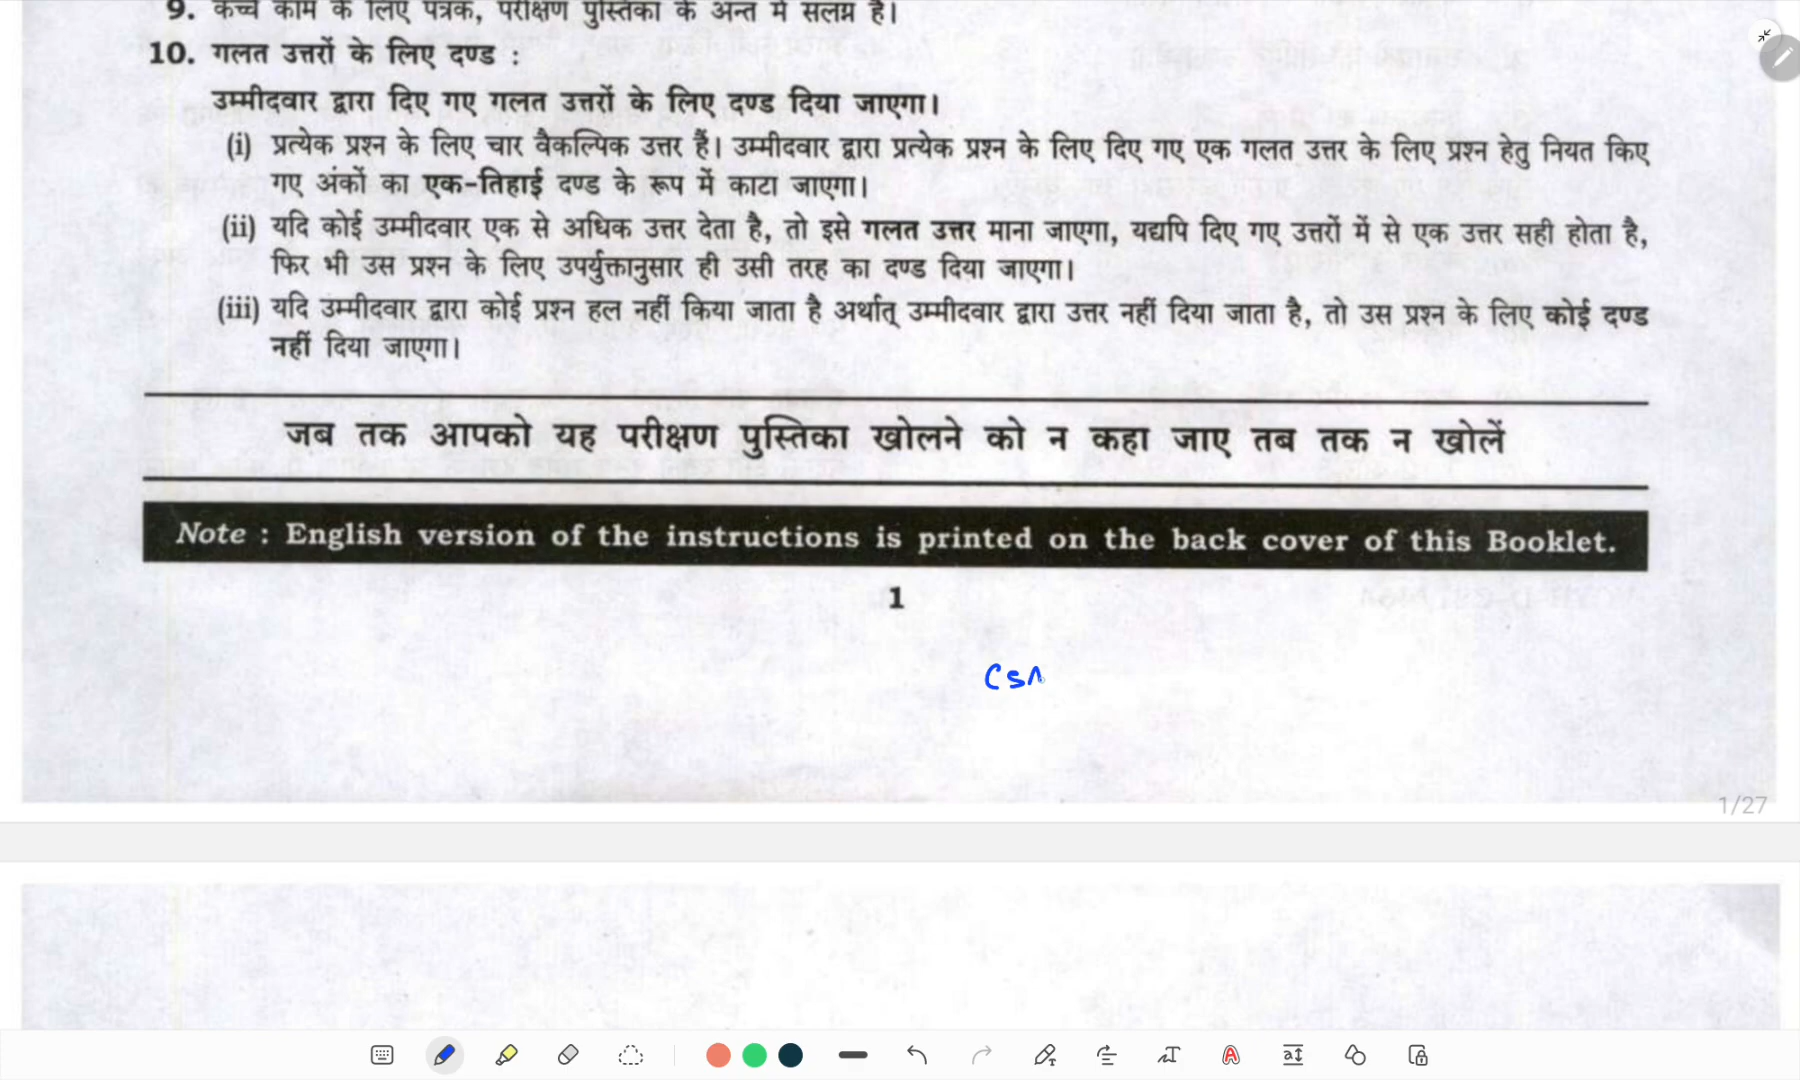 9. कच्चे काम के लिए पत्रक, परीक्षण पुस्तिका के अन्त में संलग्न हैं।
10. गलत उत्तरों के लिए दण्ड :
उम्मीदवार द्वारा दिए गए गलत उत्तरों के लिए दण्ड दिया जाएगा।
(i) प्रत्येक प्रश्न के लिए चार वैकल्पिक उत्तर हैं। उम्मीदवार द्वारा प्रत्येक प्रश्न के लिए दिए गए एक गलत उत्तर के लिए प्रश्न हेतु नियत किए
गए अंकों का एक-तिहाई दण्ड के रूप में काटा जाएगा।
(ii) यदि कोई उम्मीदवार एक से अधिक उत्तर देता है, तो इसे गलत उत्तर माना जाएगा, यद्यपि दिए गए उत्तरों में से एक उत्तर सही होता है,
फिर भी उस प्रश्न के लिए उपर्युक्तानुसार ही उसी तरह का दण्ड दिया जाएगा।
(iii) यदि उम्मीदवार द्वारा कोई प्रश्न हल नहीं किया जाता है अर्थात् उम्मीदवार द्वारा उत्तर नहीं दिया जाता है, तो उस प्रश्न के लिए कोई दण्ड
नहीं दिया जाएगा।
जब तक आपको यह परीक्षण पुस्तिका खोलने को न कहा जाए तब तक न खोलें
Note : English version of the instructions is printed on the back cover of this Booklet.
1
1/27